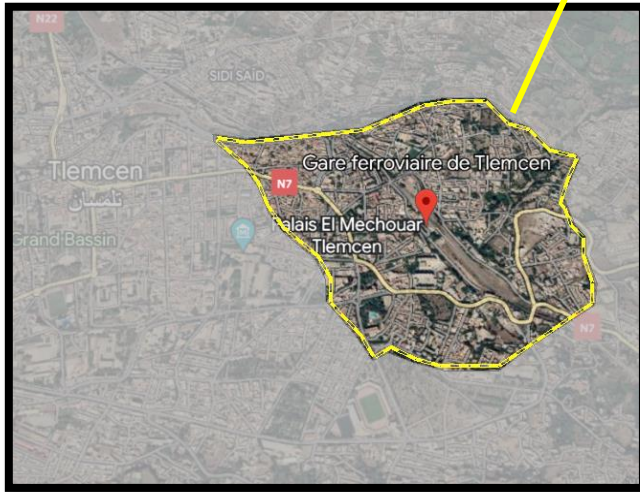 N22
SIDI SAID
Tlemcen
تلمسان
Gare ferroviaire de Tlemcen
N7
Palais El Mechouar
Tlemcen
Grand Bassin
N7